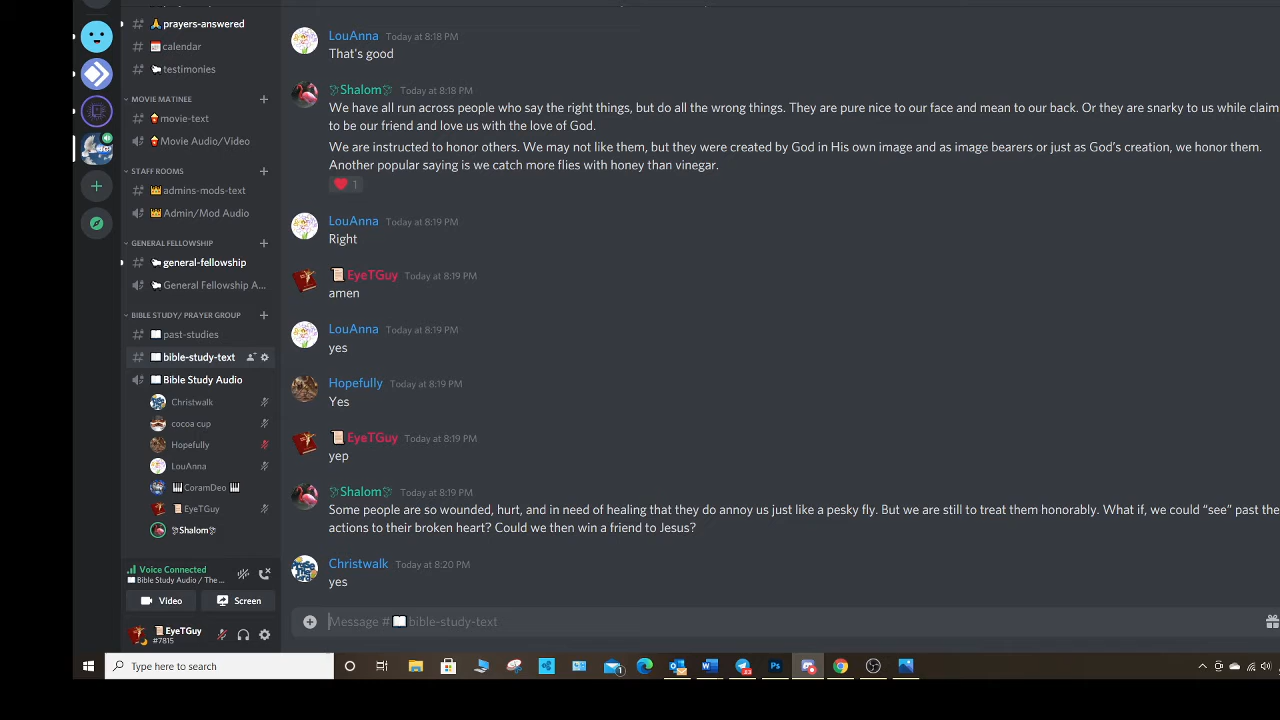 prayers-answered
calendar
testimonies
MOVIE MATINEE
movie-text
Movie Audio/Video
STAFF ROOMS
admins-mods-text
Admin/Mod Audio
GENERAL FELLOWSHIP
general-fellowship
General Fellowship A...
BIBLE STUDY/ PRAYER GROUP
past-studies
bible-study-text
Bible Study Audio
Christwalk
cocoa cup
Hopefully
LouAnna
CoramDeo
EyeTGuy
Shalom
Voice Connected
Bible Study Audio / The ...
Video Screen
EyeTGuy
#7815
LouAnna Today at 8:18 PM
That's good
Shalom Today at 8:18 PM
We have all run across people who say the right things, but do all the wrong things. They are pure nice to our face and mean to our back. Or they are snarky to us while claim
to be our friend and love us with the love of God.
We are instructed to honor others. We may not like them, but they were created by God in His own image and as image bearers or just as God's creation, we honor them.
Another popular saying is we catch more flies with honey than vinegar.
1
LouAnna Today at 8:19 PM
Right
EyeTGuy Today at 8:19 PM
amen
LouAnna Today at 8:19 PM
yes
Hopefully Today at 8:19 PM
Yes
EyeTGuy Today at 8:19 PM
yep
Shalom Today at 8:19 PM
Some people are so wounded, hurt, and in need of healing that they do annoy us just like a pesky fly. But we are still to treat them honorably. What if, we could “see” past the
actions to their broken heart? Could we then win a friend to Jesus?
Christwalk Today at 8:20 PM
yes
Message # bible-study-text
Type here to search